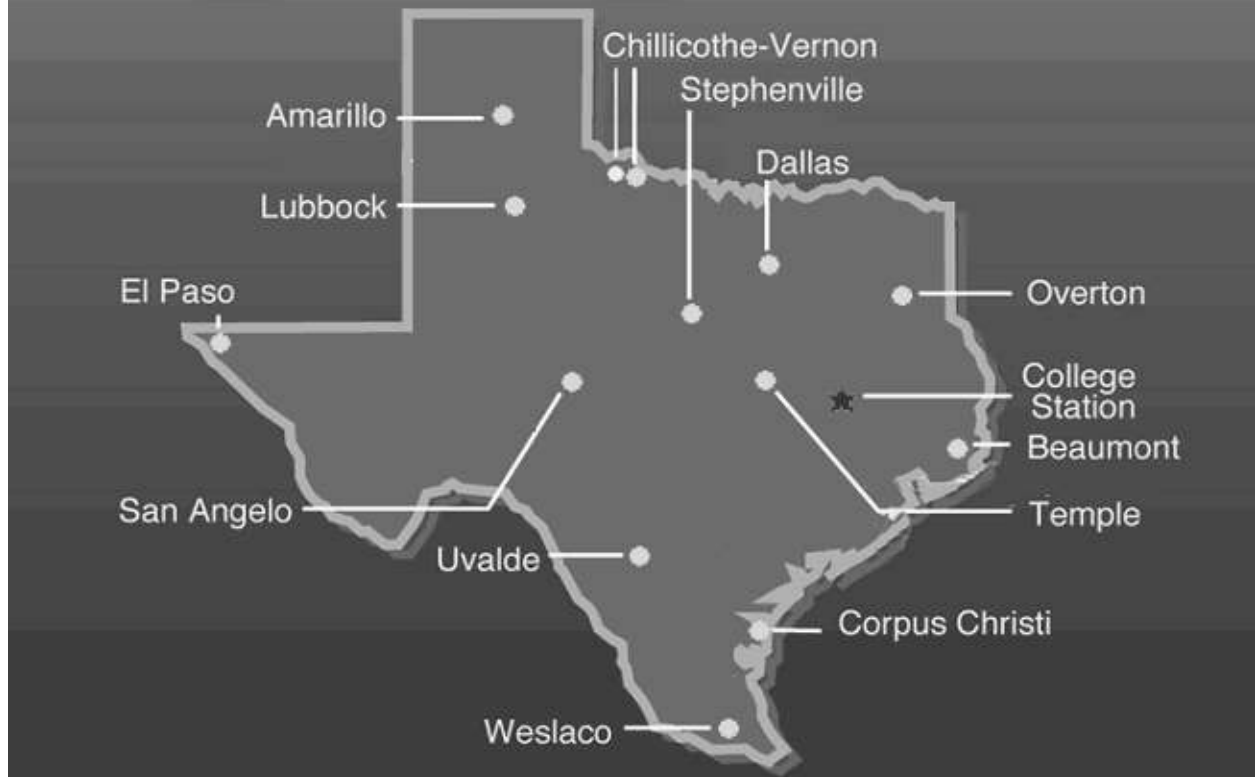 Chillicothe-Vernon
Stephenville
Amarillo
Dallas
Lubbock
El Paso
Overton
College
Station
Beaumont
San Angelo
Temple
Uvalde
Corpus Christi
Weslaco